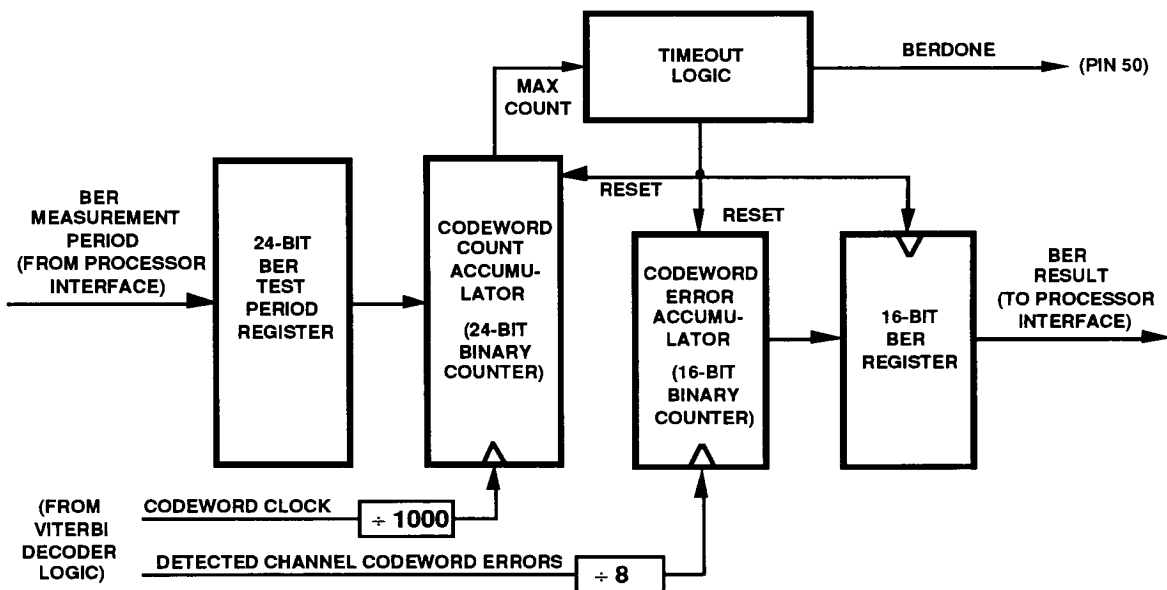 TIMEOUT
LOGIC
BERDONE
(PIN 50)
MAX
COUNT
RESET
RESET
BER
MEASUREMENT
PERIOD
(FROM PROCESSOR
INTERFACE)
24-BIT
BER
TEST
PERIOD
REGISTER
CODEWORD
COUNT
ACCUMU-
LATOR
(24-BIT
BINARY
COUNTER)
CODEWORD
ERROR
ACCUMU-
LATOR
(16-BIT
BINARY
COUNTER)
16-BIT
BER
REGISTER
BER
RESULT
(TO PROCESSOR
INTERFACE)
(FROM
VITERBI
DECODER
LOGIC)
CODEWORD CLOCK
÷ 1000
DETECTED CHANNEL CODEWORD ERRORS
÷ 8